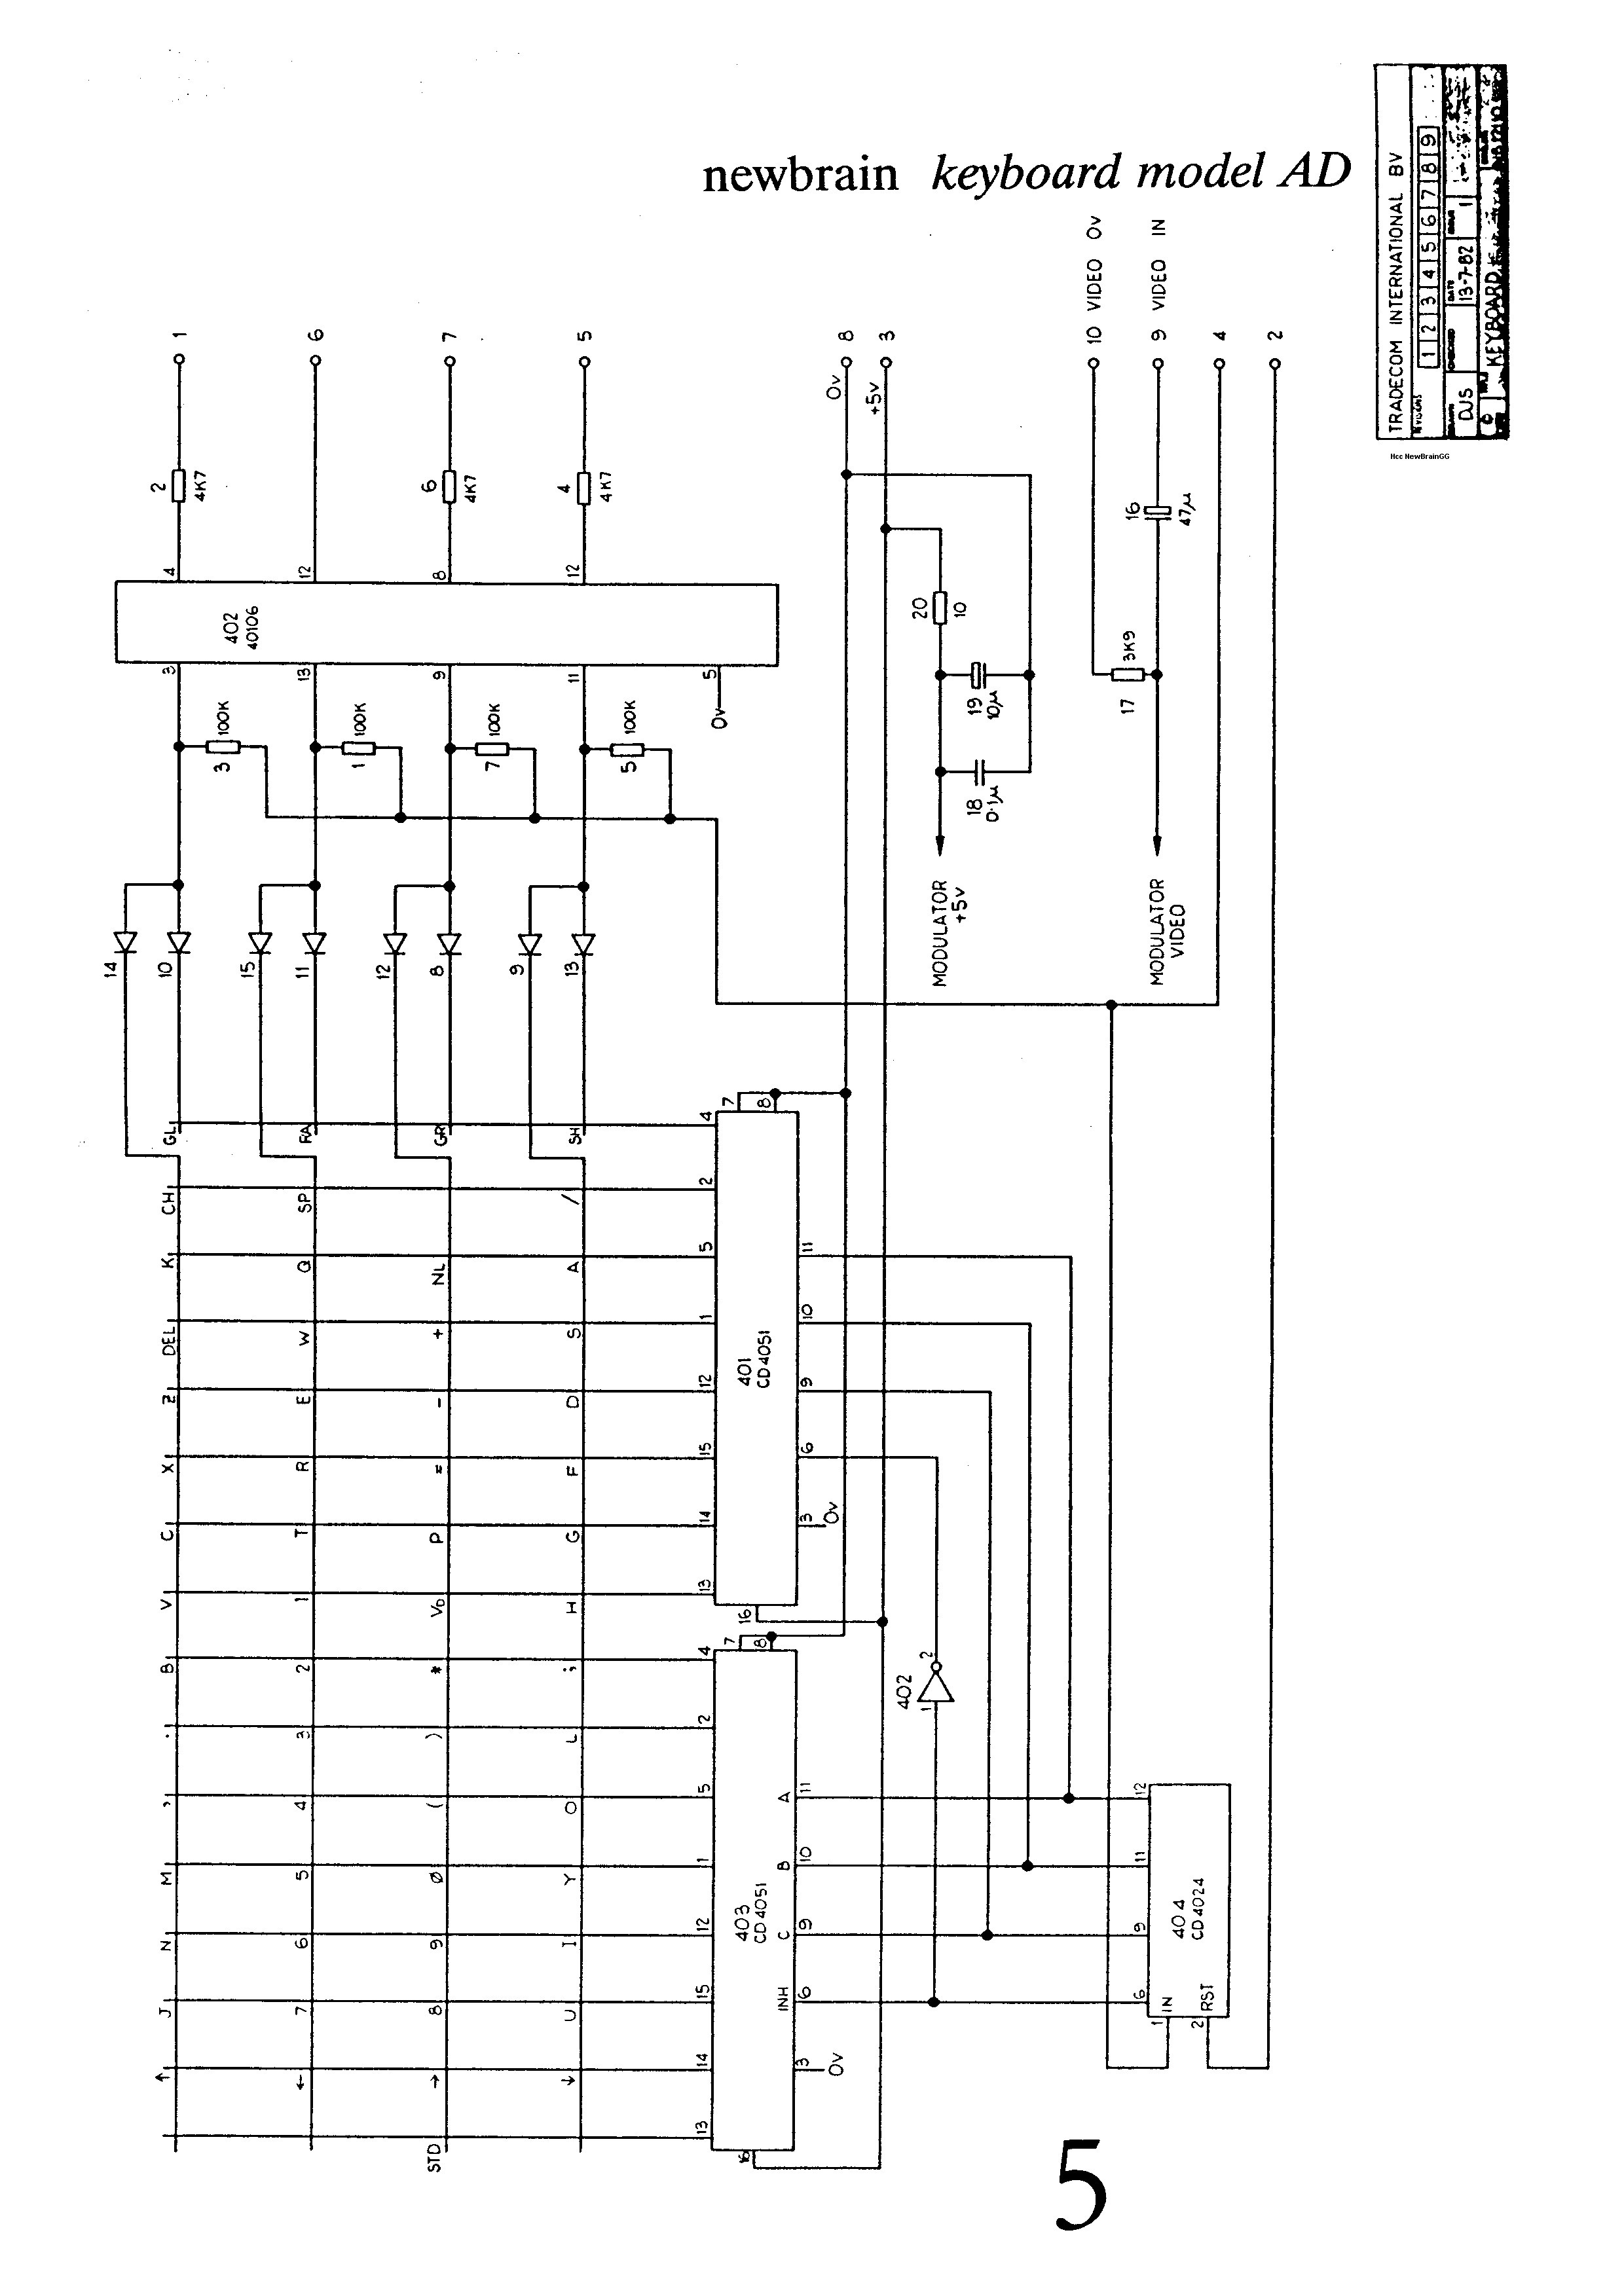 newbrain keyboard model AD
TRADECOM INTERNATIONAL BV
REVISIONS 1 2 3 4 5 6 7 8 9
DJS
CHECKED
DATE 13-7-82
ISSUE 1
© KEYBOARD
Hcc NewBrainGG
1
6
7
5
8
3
10 VIDEO 0v
9 VIDEO IN
4
2
0v
+5v
2 4K7
6 4K7
4 4K7
16 47µ
4 12 8 12
402
40106
3 13 9 11 5
0v
3 100K
1 100K
7 100K
5 100K
20 10
19 10µ
18 0·1µ
17 3K9
MODULATOR +5v
MODULATOR VIDEO
14 10 15 11 12 8 9 13
GL RA GR SH 4
CH SP / 2
K Q NL A 5
DEL W + S 1
Z E - D 12
X R = F 15
C T P G 14
V 1 VD H 13
B 2 * ; 4
. 3 ) L 2
, 4 ( O 5
M 5 Ø Y 1
N 6 9 I 12
J 7 8 U 15
↑ ← → ↓ 14
STD 13
7 8
401
CD4051
11
10
9
6
3 0v
16
7 8
403
CD4051
A 11
B 10
C 9
INH 6
3 0v
16
402
1 2
12
11
9
6
404
CD4024
IN 1
RST 2
5